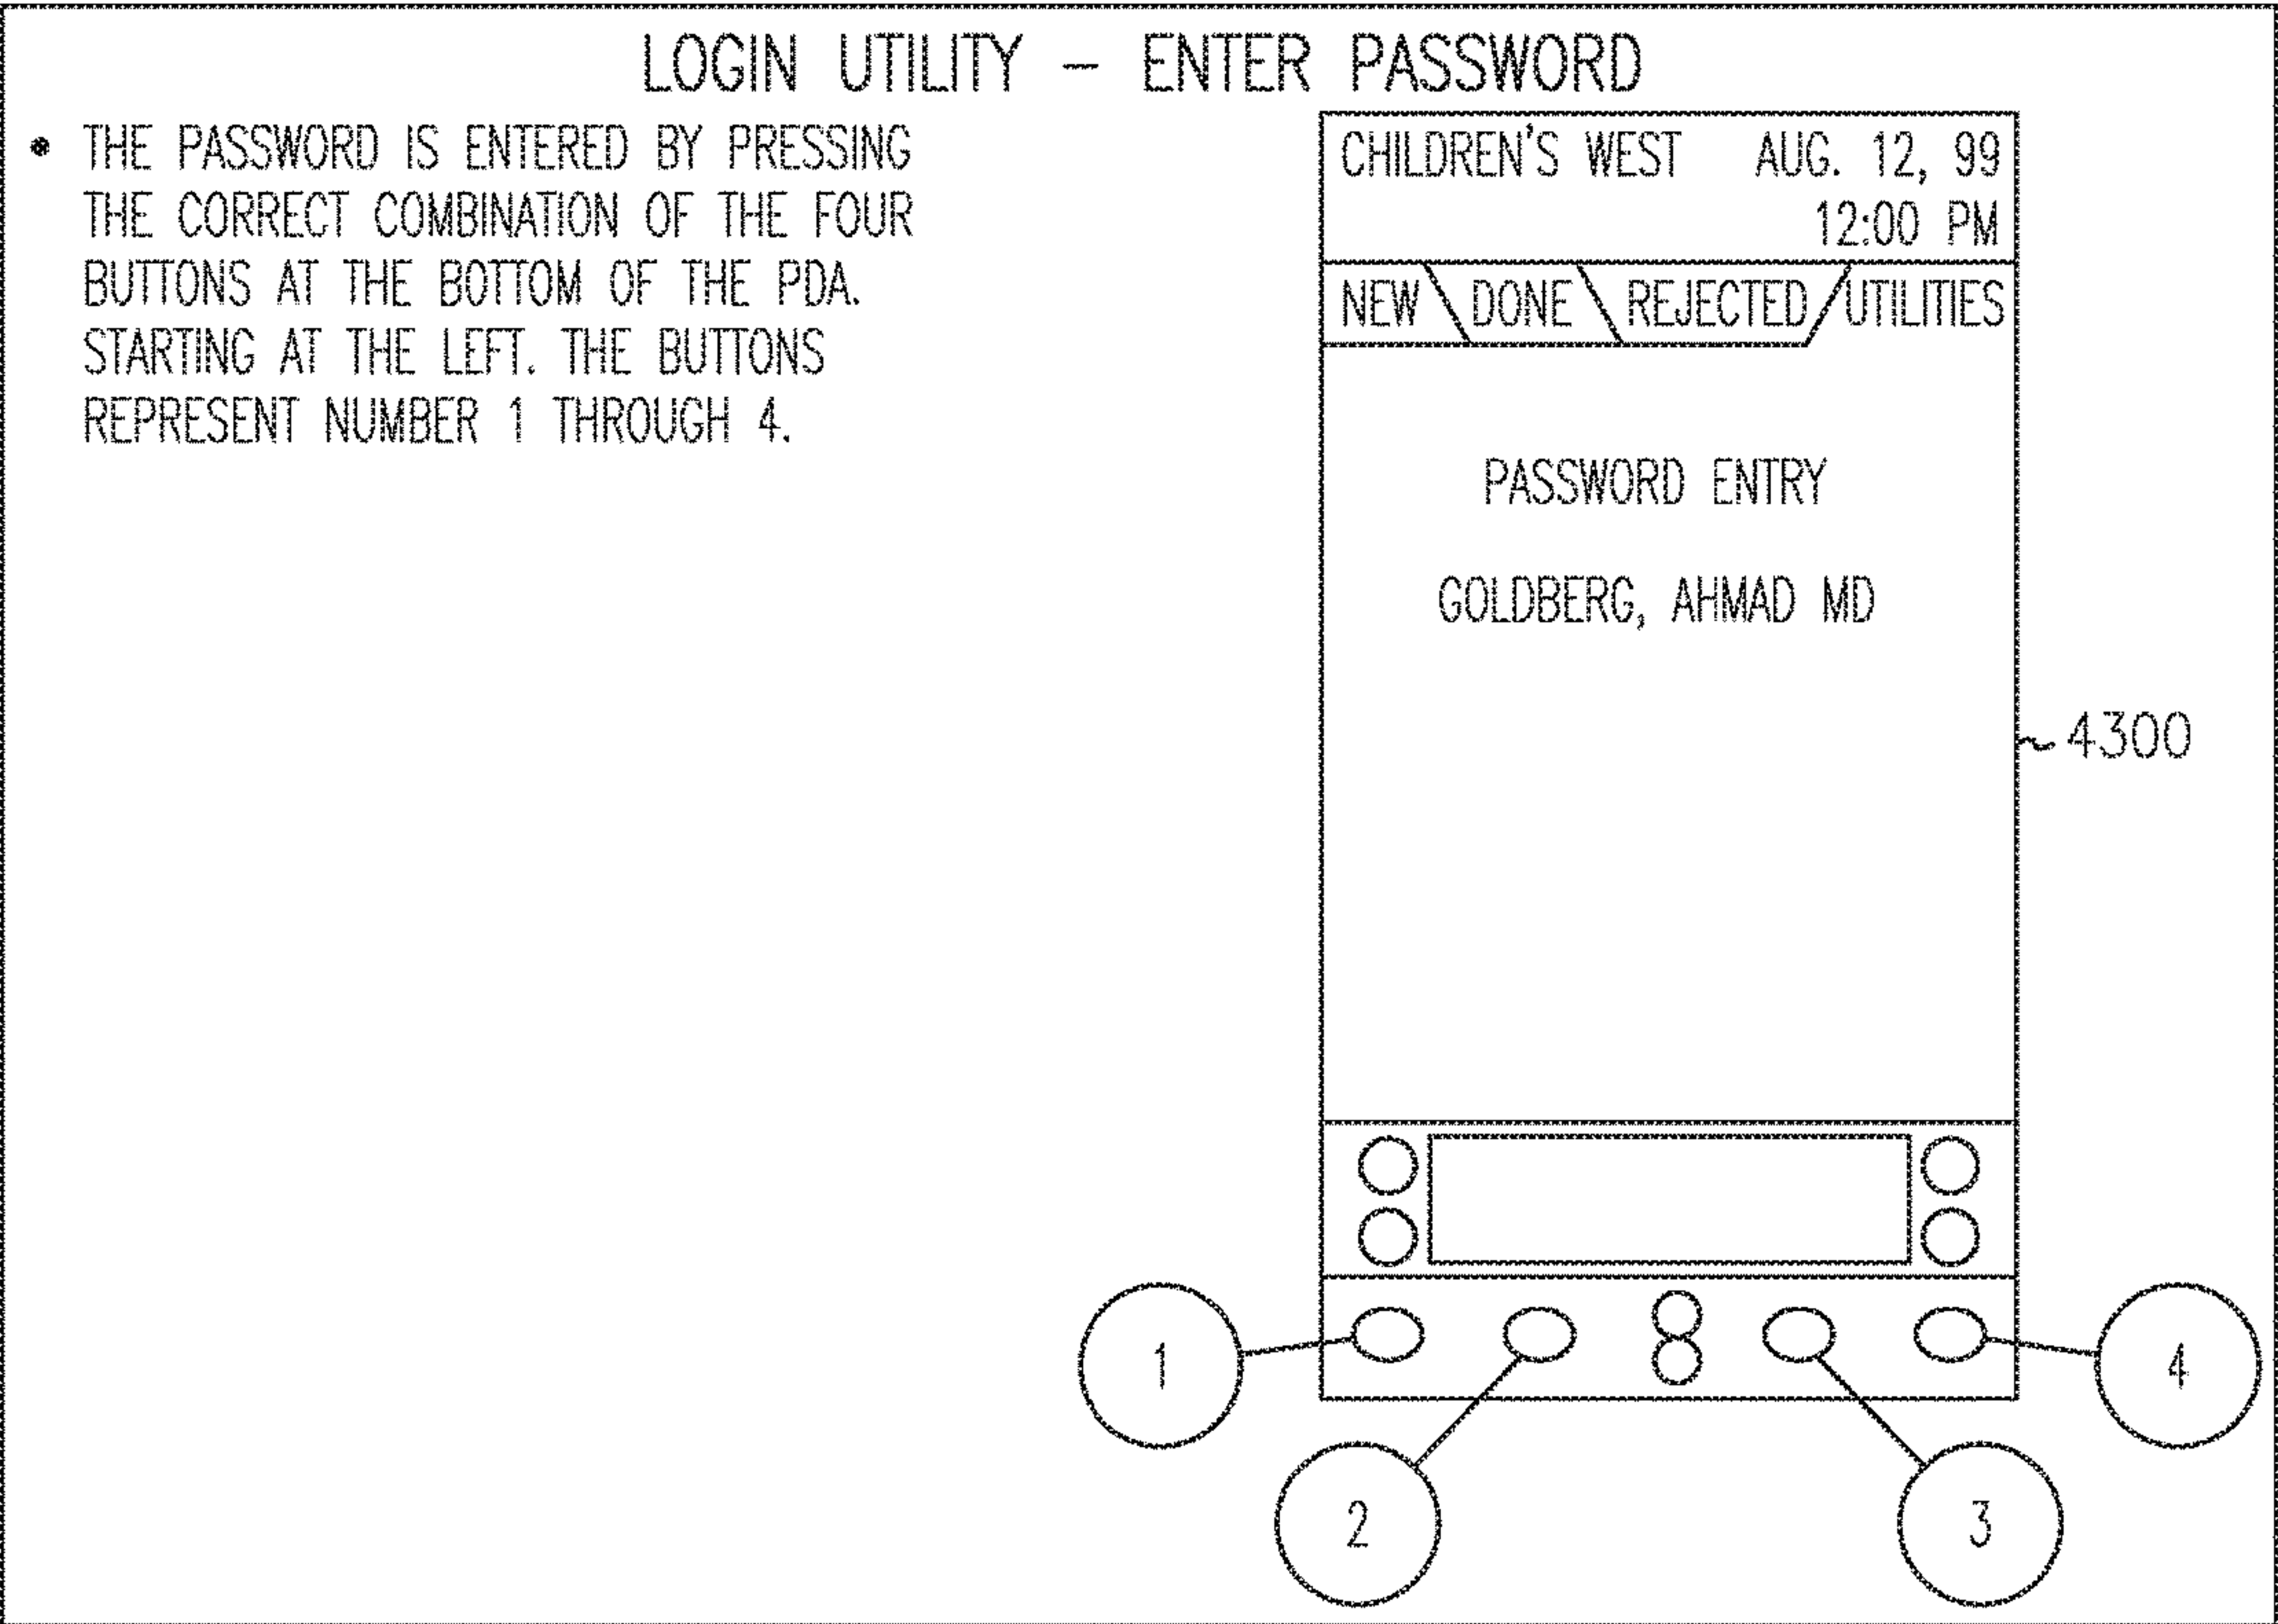 LOGIN UTILITY – ENTER PASSWORD
• THE PASSWORD IS ENTERED BY PRESSING
THE CORRECT COMBINATION OF THE FOUR
BUTTONS AT THE BOTTOM OF THE PDA.
STARTING AT THE LEFT. THE BUTTONS
REPRESENT NUMBER 1 THROUGH 4.
CHILDREN'S WEST AUG. 12, 99
12:00 PM
NEW DONE REJECTED UTILITIES
PASSWORD ENTRY
GOLDBERG, AHMAD MD
4300
1
4
2
3